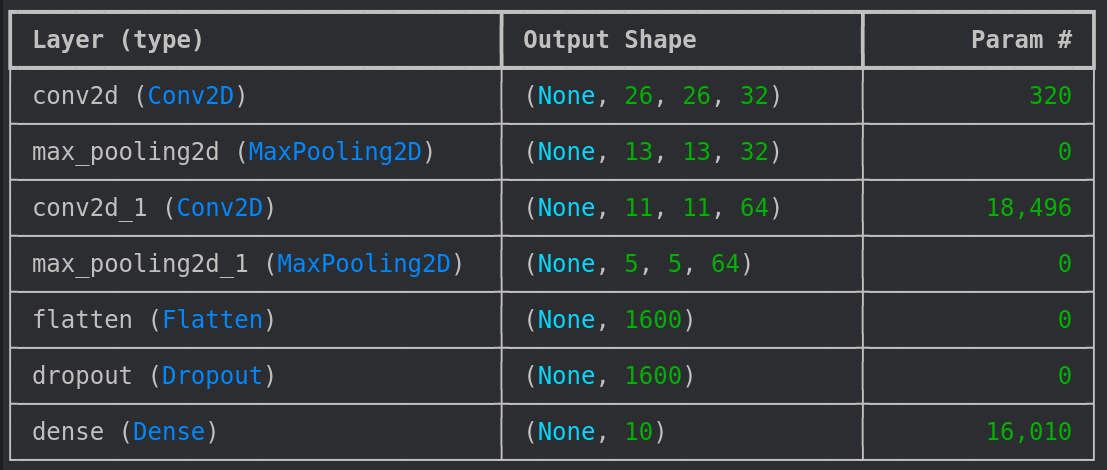 Layer (type) Output Shape Param #
conv2d (Conv2D) (None, 26, 26, 32) 320
max_pooling2d (MaxPooling2D) (None, 13, 13, 32) 0
conv2d_1 (Conv2D) (None, 11, 11, 64) 18,496
max_pooling2d_1 (MaxPooling2D) (None, 5, 5, 64) 0
flatten (Flatten) (None, 1600) 0
dropout (Dropout) (None, 1600) 0
dense (Dense) (None, 10) 16,010